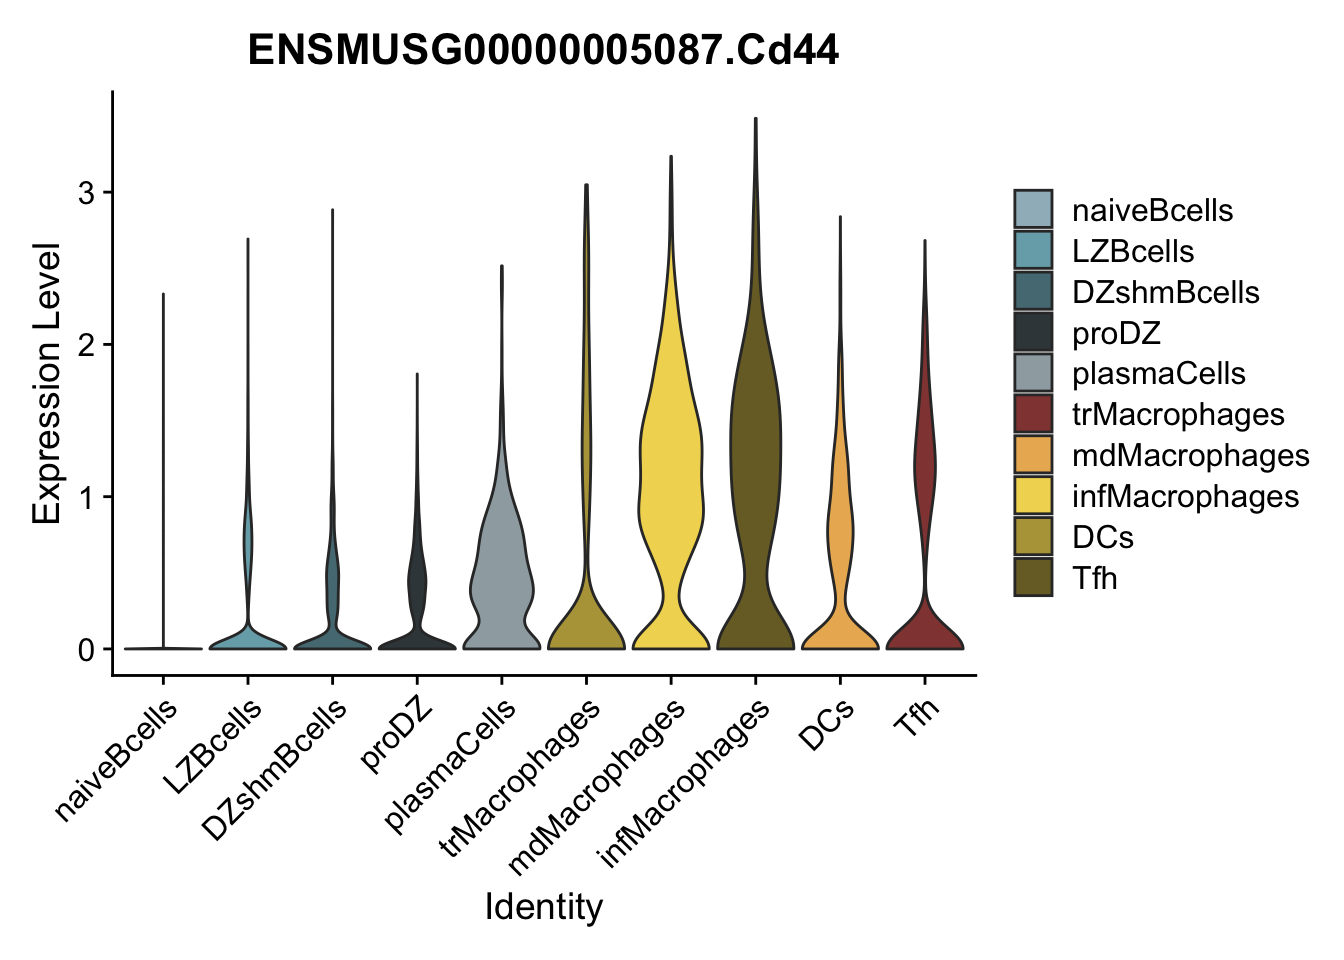 ENSMUSG00000005087.Cd44
Expression Level
3
2
1
0
naiveBcells
LZBcells
DZshmBcells
proDZ
plasmaCells
trMacrophages
mdMacrophages
infMacrophages
DCs
Tfh
Identity
naiveBcells
LZBcells
DZshmBcells
proDZ
plasmaCells
trMacrophages
mdMacrophages
infMacrophages
DCs
Tfh